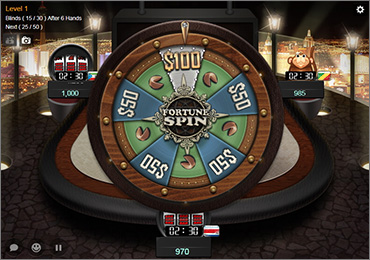 Level 1
Blinds ( 15 / 30 ) After 6 Hands
Next ( 25 / 50 )
$100
$50
$50
FORTUNE
SPIN
$50
$50
02:30
1,000
02:30
985
02:30
970